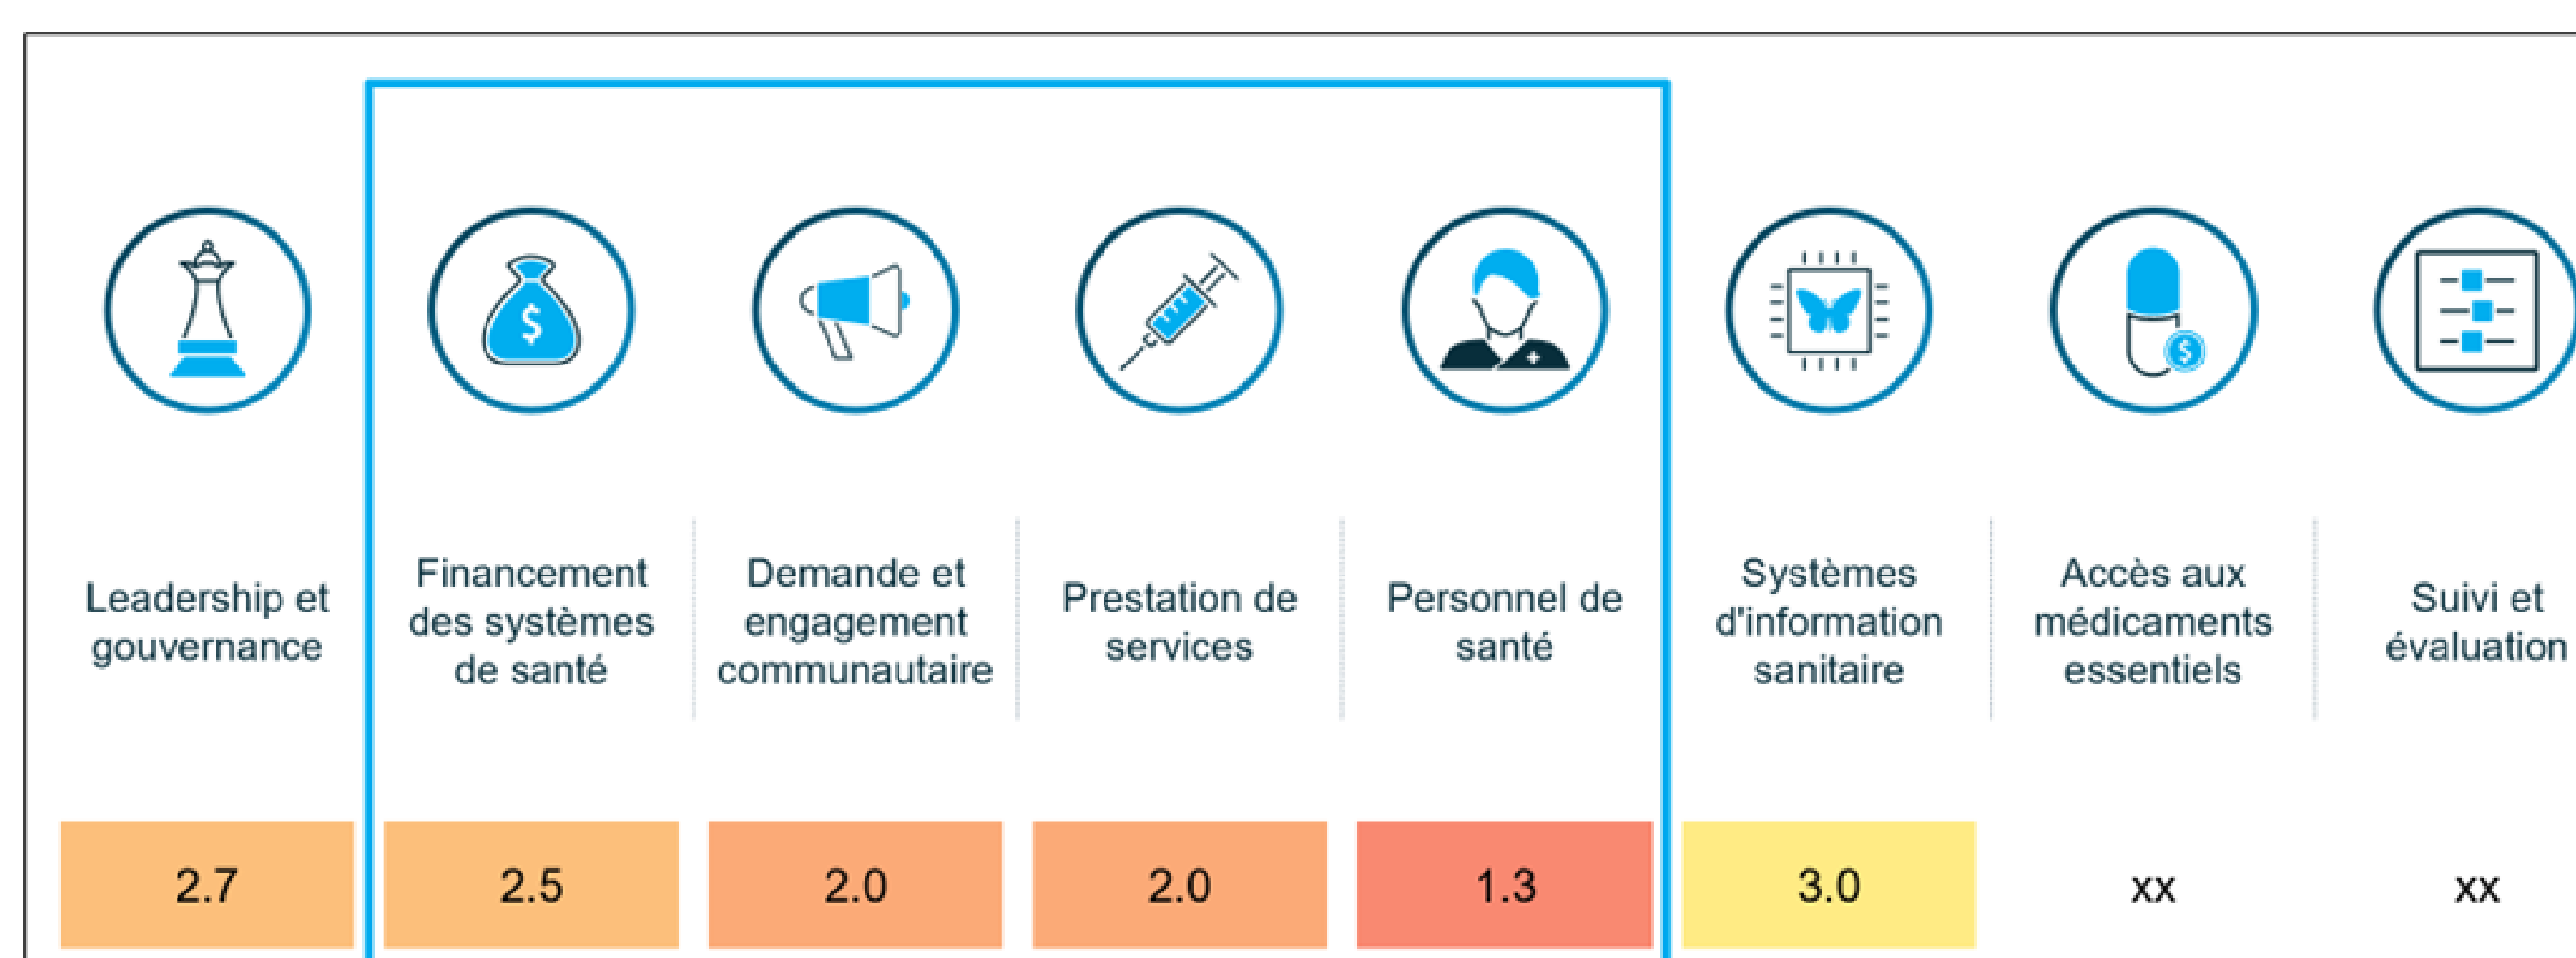 $
$
Leadership et
gouvernance
Financement
des systèmes
de santé
Demande et
engagement
communautaire
Prestation de
services
Personnel de
santé
Systèmes
d'information
sanitaire
Accès aux
médicaments
essentiels
Suivi et
évaluation
2.7
2.5
2.0
2.0
1.3
3.0
xx
xx